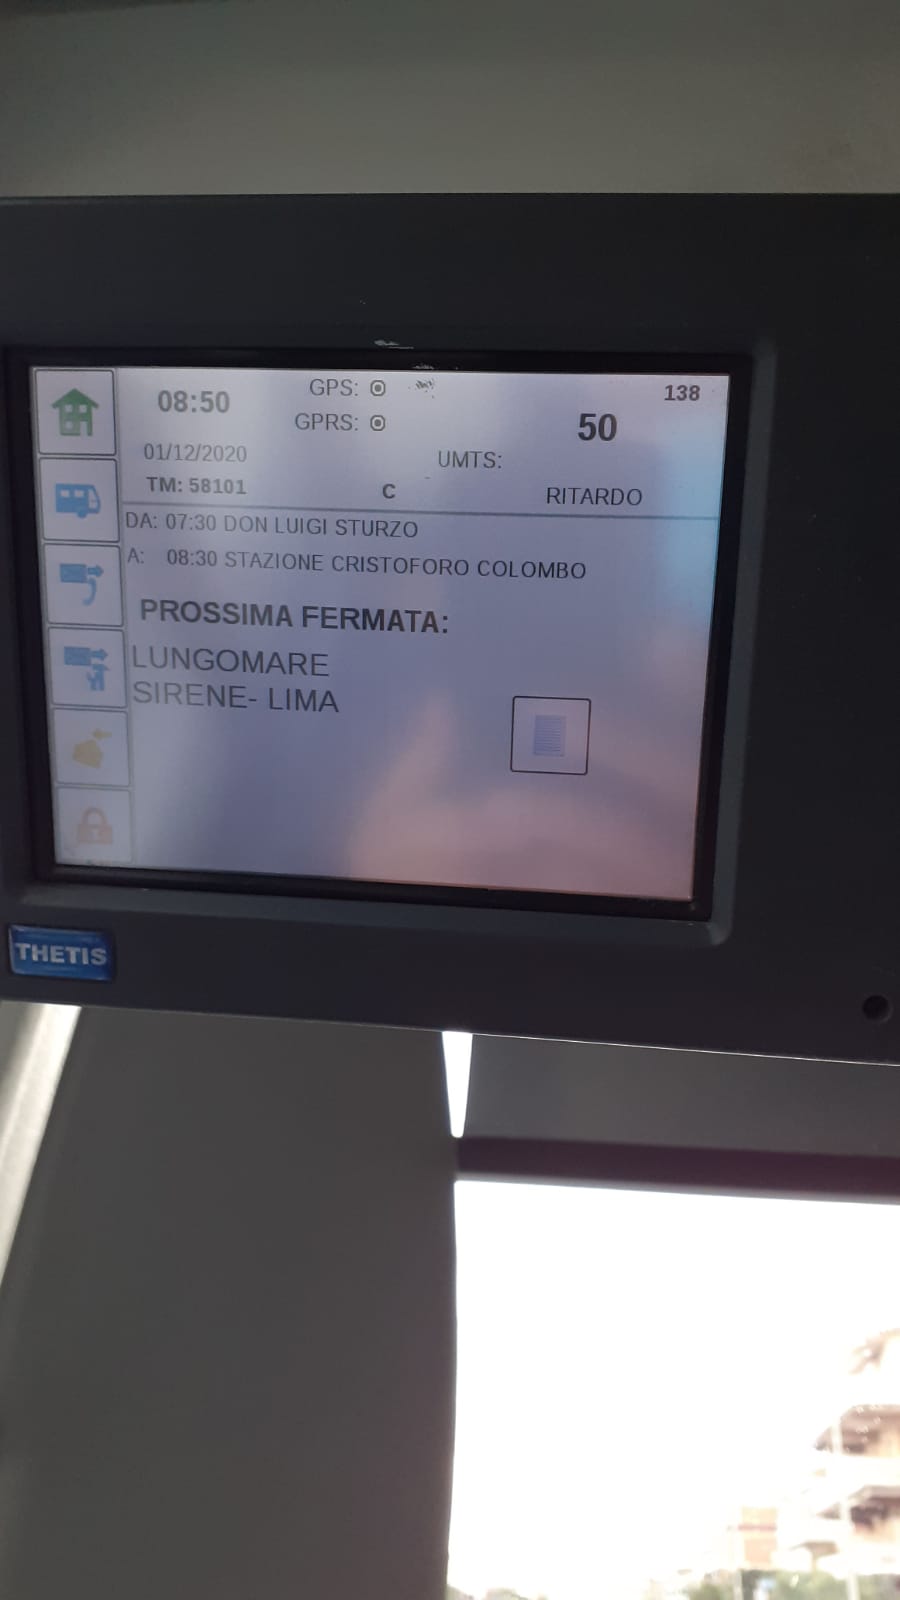 08:50
GPS:
138
GPRS:
50
01/12/2020
UMTS:
TM: 58101
C
RITARDO
DA: 07:30 DON LUIGI STURZO
A: 08:30 STAZIONE CRISTOFORO COLOMBO
PROSSIMA FERMATA:
LUNGOMARE
SIRENE- LIMA
THETIS